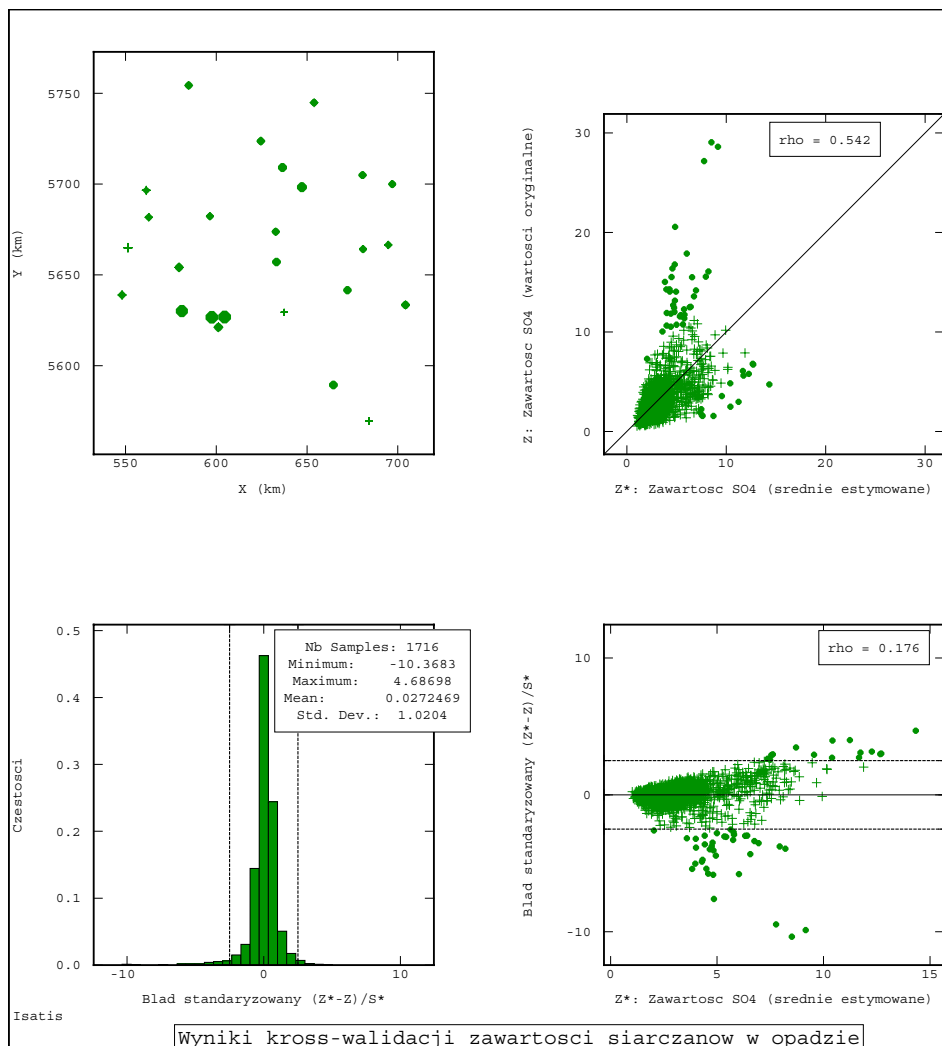 5750
5700
5650
5600
Y (km)
550
600
650
700
X (km)
rho = 0.542
30
20
10
0
Z: Zawartosc SO4 (wartosci oryginalne)
0
10
20
30
Z*: Zawartosc SO4 (srednie estymowane)
Nb Samples: 1716
Minimum: -10.3683
Maximum: 4.68698
Mean: 0.0272469
Std. Dev.: 1.0204
0.5
0.4
0.3
0.2
0.1
0.0
Czestosci
-10
0
10
Blad standaryzowany (Z*-Z)/S*
rho = 0.176
10
0
-10
Blad standaryzowany (Z*-Z)/S*
0
5
10
15
Z*: Zawartosc SO4 (srednie estymowane)
Isatis
Wyniki kross-walidacji zawartosci siarczanow w opadzie